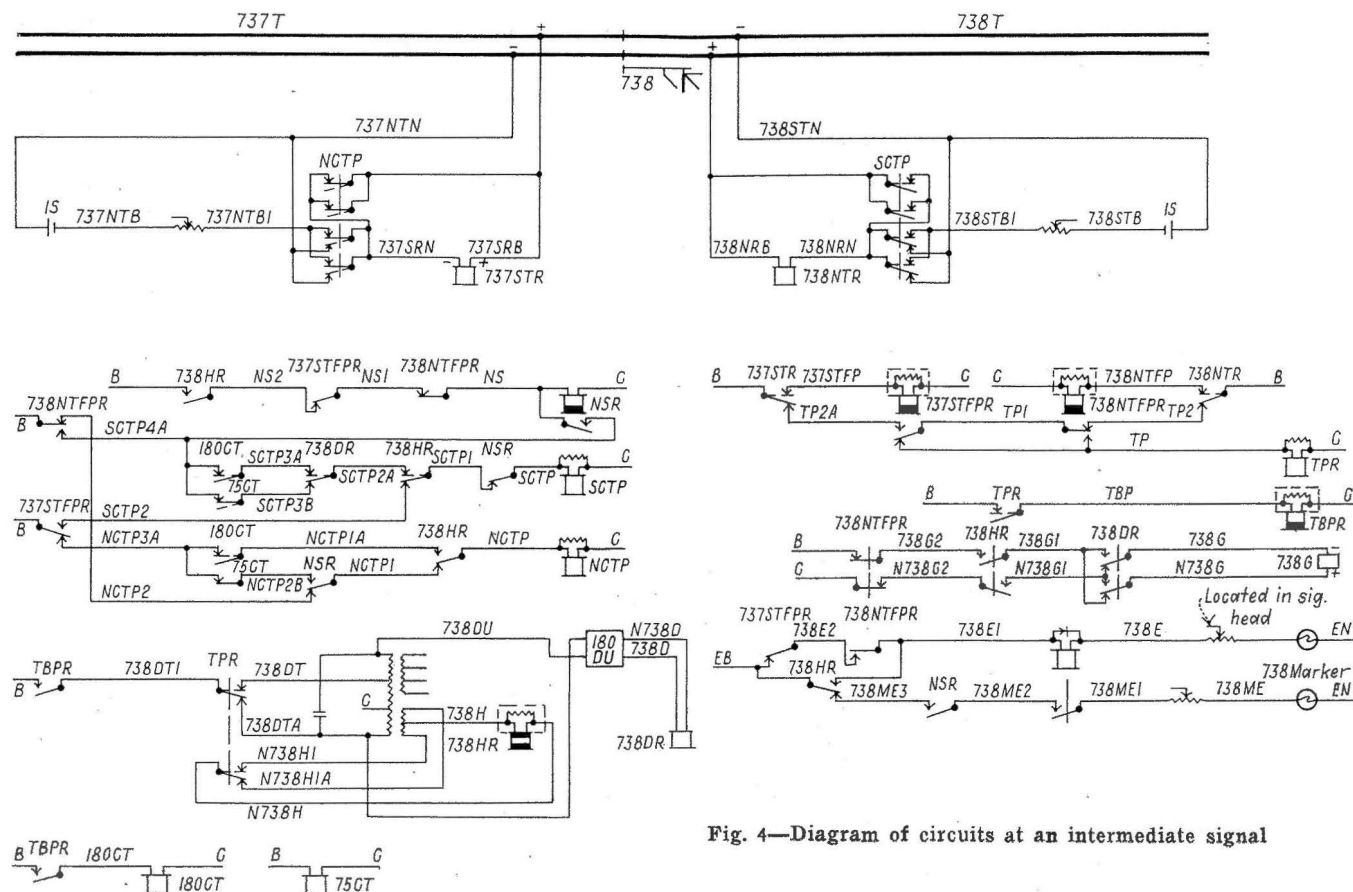 737T
738T
+
-
-
+
738
737NTN
738STN
NCTP
SCTP
IS
737NTB
737NTB1
738STB1
738STB
IS
737SRN
737SRB
738NRB
738NRN
-
+
737STR
738NTR
B
738HR
NS2
737STFPR
NS1
738NTFPR
NS
C
NSR
738NTFPR
B
SCTP4A
180CT
SCTP3A
738DR
738HR
SCTP1
NSR
C
75CT
SCTP3B
SCTP2A
SCTP
SCTP
737STFPR
SCTP2
B
NCTP3A
180CT
NCTP1A
738HR
NCTP
C
75CT
NCTP2B
NSR
NCTP1
NCTP
NCTP2
B
737STR
737STFP
C
C
738NTFP
738NTR
B
TP2A
737STFPR
TP1
738NTFPR
TP2
TP
C
TPR
B
TPR
TBP
C
TBPR
738NTFPR
B
738G2
738HR
738G1
738DR
738G
-
C
N738G2
N738G1
N738G
738G
+
Located in sig.
head
737STFPR
738NTFPR
738E2
738E1
738E
EN
EB
738HR
738Marker
738ME3
NSR
738ME2
738ME1
738ME
EN
738DU
180
DU
N738D
738D
TBPR
738DT1
TPR
738DT
B
C
738H
738DTA
738HR
738DR
N738H1
N738H1A
N738H
B
TBPR
180CT
C
180CT
B
C
75CT
Fig. 4—Diagram of circuits at an intermediate signal